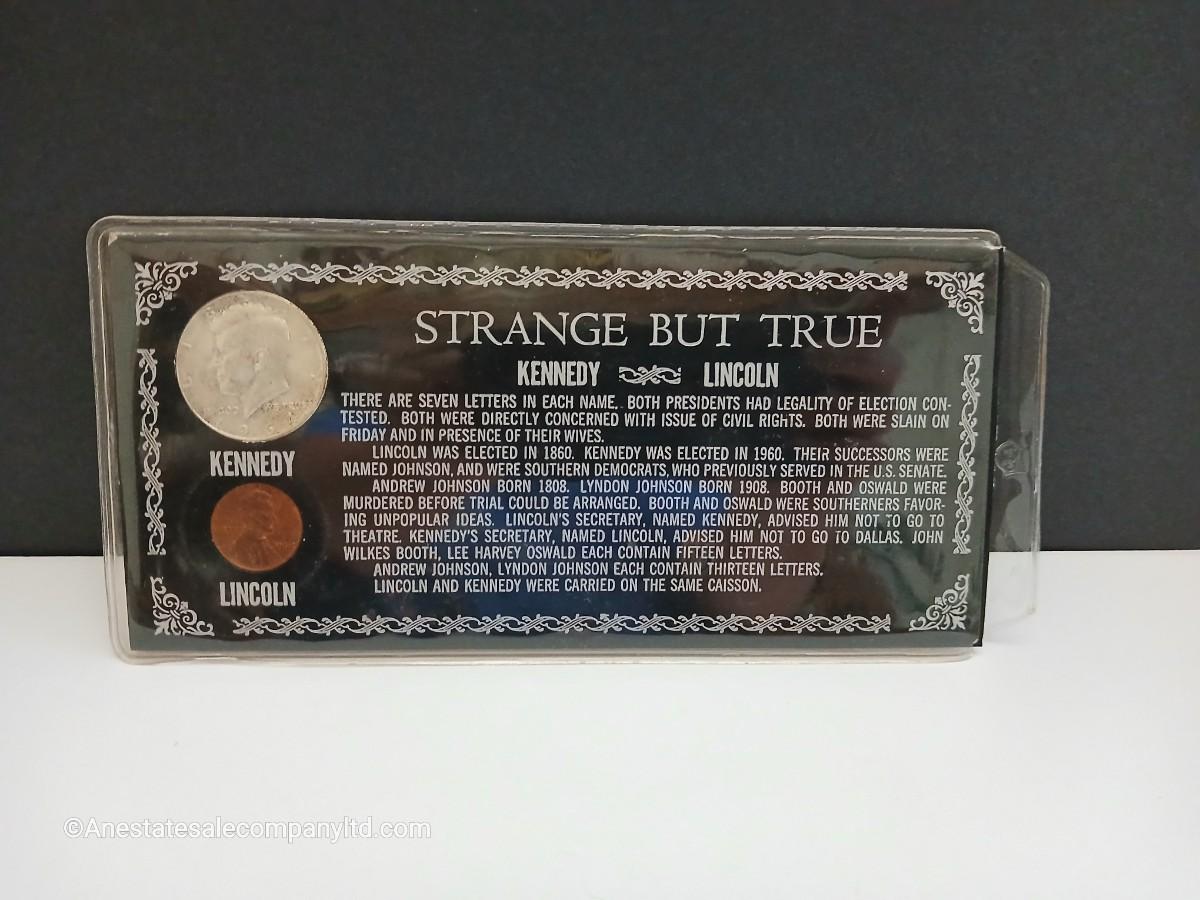 STRANGE BUT TRUE
KENNEDY LINCOLN
THERE ARE SEVEN LETTERS IN EACH NAME. BOTH PRESIDENTS HAD LEGALITY OF ELECTION CON-
TESTED. BOTH WERE DIRECTLY CONCERNED WITH ISSUE OF CIVIL RIGHTS. BOTH WERE SLAIN ON
FRIDAY AND IN PRESENCE OF THEIR WIVES.
LINCOLN WAS ELECTED IN 1860. KENNEDY WAS ELECTED IN 1960. THEIR SUCCESSORS WERE
NAMED JOHNSON, AND WERE SOUTHERN DEMOCRATS, WHO PREVIOUSLY SERVED IN THE U.S. SENATE.
ANDREW JOHNSON BORN 1808. LYNDON JOHNSON BORN 1908. BOOTH AND OSWALD WERE
MURDERED BEFORE TRIAL COULD BE ARRANGED. BOOTH AND OSWALD WERE SOUTHERNERS FAVOR-
ING UNPOPULAR IDEAS. LINCOLN'S SECRETARY, NAMED KENNEDY, ADVISED HIM NOT TO GO TO
THEATRE. KENNEDY'S SECRETARY, NAMED LINCOLN, ADVISED HIM NOT TO GO TO DALLAS. JOHN
WILKES BOOTH, LEE HARVEY OSWALD EACH CONTAIN FIFTEEN LETTERS.
ANDREW JOHNSON, LYNDON JOHNSON EACH CONTAIN THIRTEEN LETTERS.
LINCOLN AND KENNEDY WERE CARRIED ON THE SAME CAISSON.
KENNEDY
LINCOLN
©Anestatesalecompanyltd.com